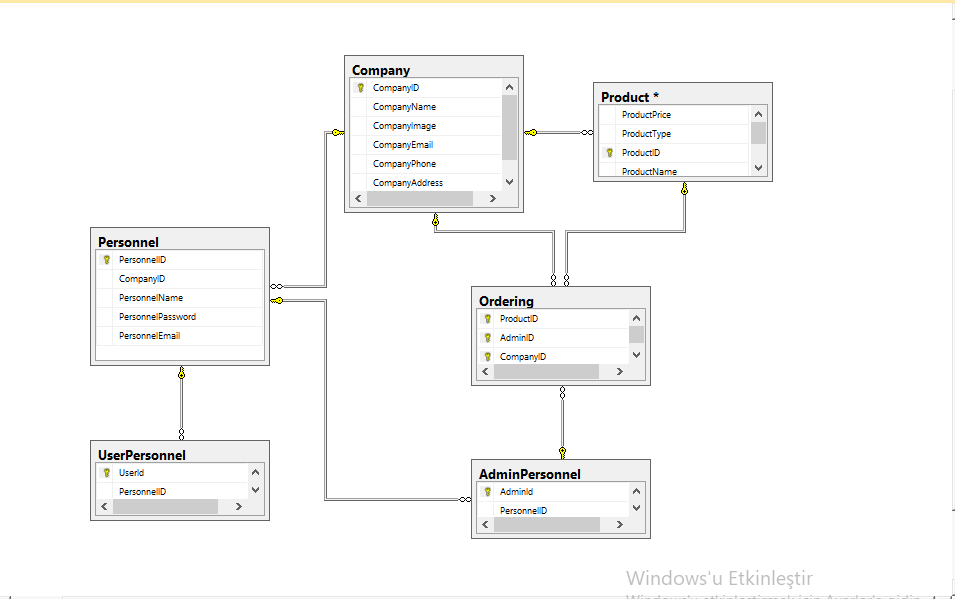 Company
CompanyID
CompanyName
CompanyImage
CompanyEmail
CompanyPhone
CompanyAddress
Product *
ProductPrice
ProductType
ProductID
ProductName
Personnel
PersonnelID
CompanyID
PersonnelName
PersonnelPassword
PersonnelEmail
Ordering
ProductID
AdminID
CompanyID
UserPersonnel
UserId
PersonnelID
AdminPersonnel
AdminId
PersonnelID
Windows'u Etkinleştir